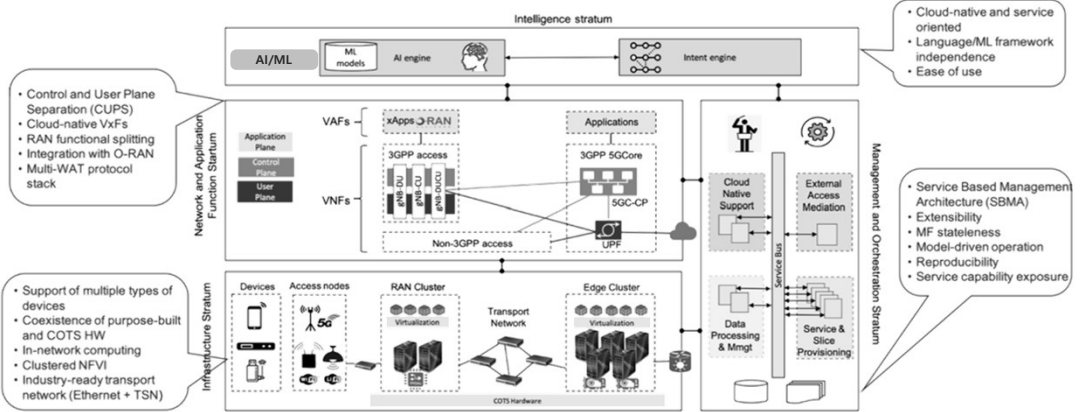 Intelligence stratum
AI/ML
ML
models
AI engine
Intent engine
• Cloud-native and service
oriented
• Language/ML framework
independence
• Ease of use
• Control and User Plane
Separation (CUPS)
• Cloud-native VxFs
• RAN functional splitting
• Integration with O-RAN
• Multi-WAT protocol
stack
Network and Application
Function Startum
Application
Plane
Control
Plane
User
Plane
VAFs
VNFs
xApps
RAN
Applications
3GPP access
gNB-DU
gNB-CU
gNB-DUCU
3GPP 5GCore
5GC-CP
UPF
Non-3GPP access
Cloud
Native
Support
External
Access
Mediation
Service Bus
Data
Processing
& Mmgt
Service &
Slice
Provisioning
Management and Orchestration Stratum
• Service Based Management
Architecture (SBMA)
• Extensibility
• MF stateness
• Model-driven operation
• Reproducibility
• Service capability exposure
• Support of multiple types of
devices
• Coexistence of purpose-built
and COTS HW
• In-network computing
• Clustered NFVI
• Industry-ready transport
network (Ethernet + TSN)
Infrastructure Stratum
Devices
Access nodes
5G
RAN Cluster
Virtualization
Transport
Network
Edge Cluster
Virtualization
COTS Hardware